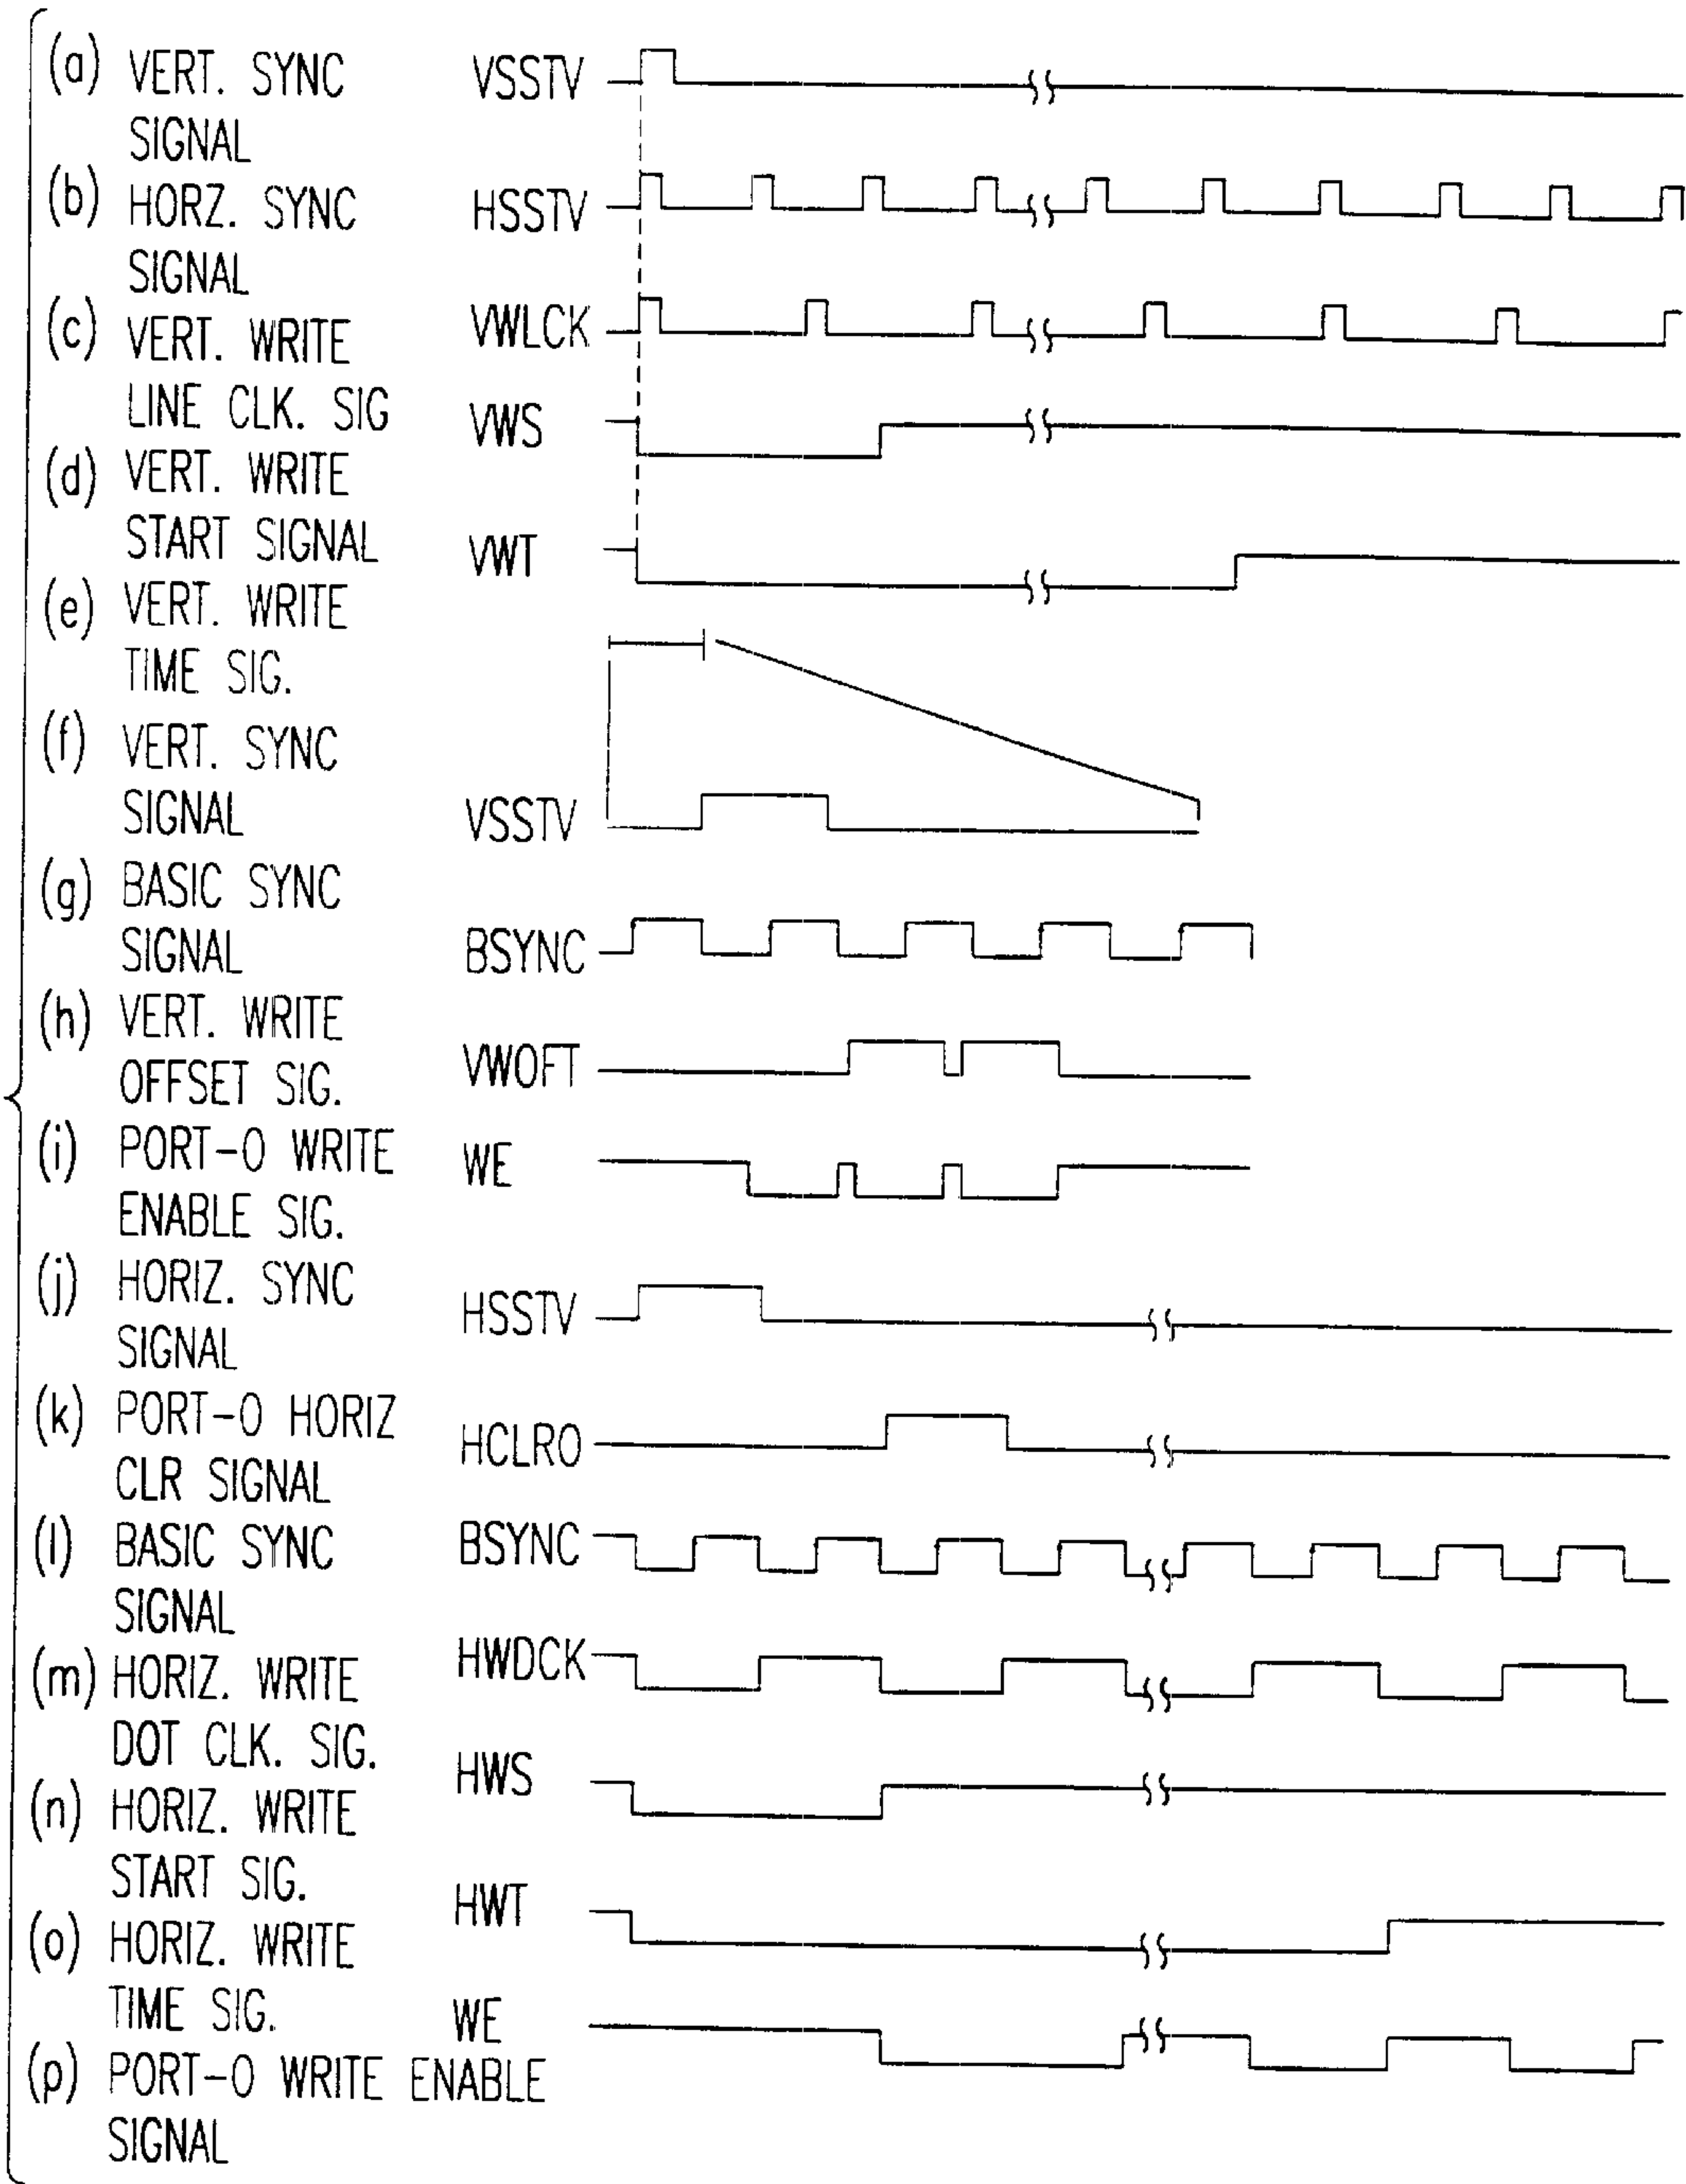 (a) VERT. SYNC VSSTV
SIGNAL
(b) HORZ. SYNC HSSTV
SIGNAL
(c) VERT. WRITE VWLCK
LINE CLK. SIG VWS
(d) VERT. WRITE
START SIGNAL VWT
(e) VERT. WRITE
TIME SIG.
(f) VERT. SYNC
SIGNAL VSSTV
(g) BASIC SYNC
SIGNAL BSYNC
(h) VERT. WRITE
OFFSET SIG. VWOFT
(i) PORT-0 WRITE WE
ENABLE SIG.
(j) HORIZ. SYNC HSSTV
SIGNAL
(k) PORT-0 HORIZ HCLR0
CLR SIGNAL
(l) BASIC SYNC BSYNC
SIGNAL
(m) HORIZ. WRITE HWDCK
DOT CLK. SIG. HWS
(n) HORIZ. WRITE
START SIG. HWT
(o) HORIZ. WRITE
TIME SIG. WE
(p) PORT-0 WRITE ENABLE
SIGNAL